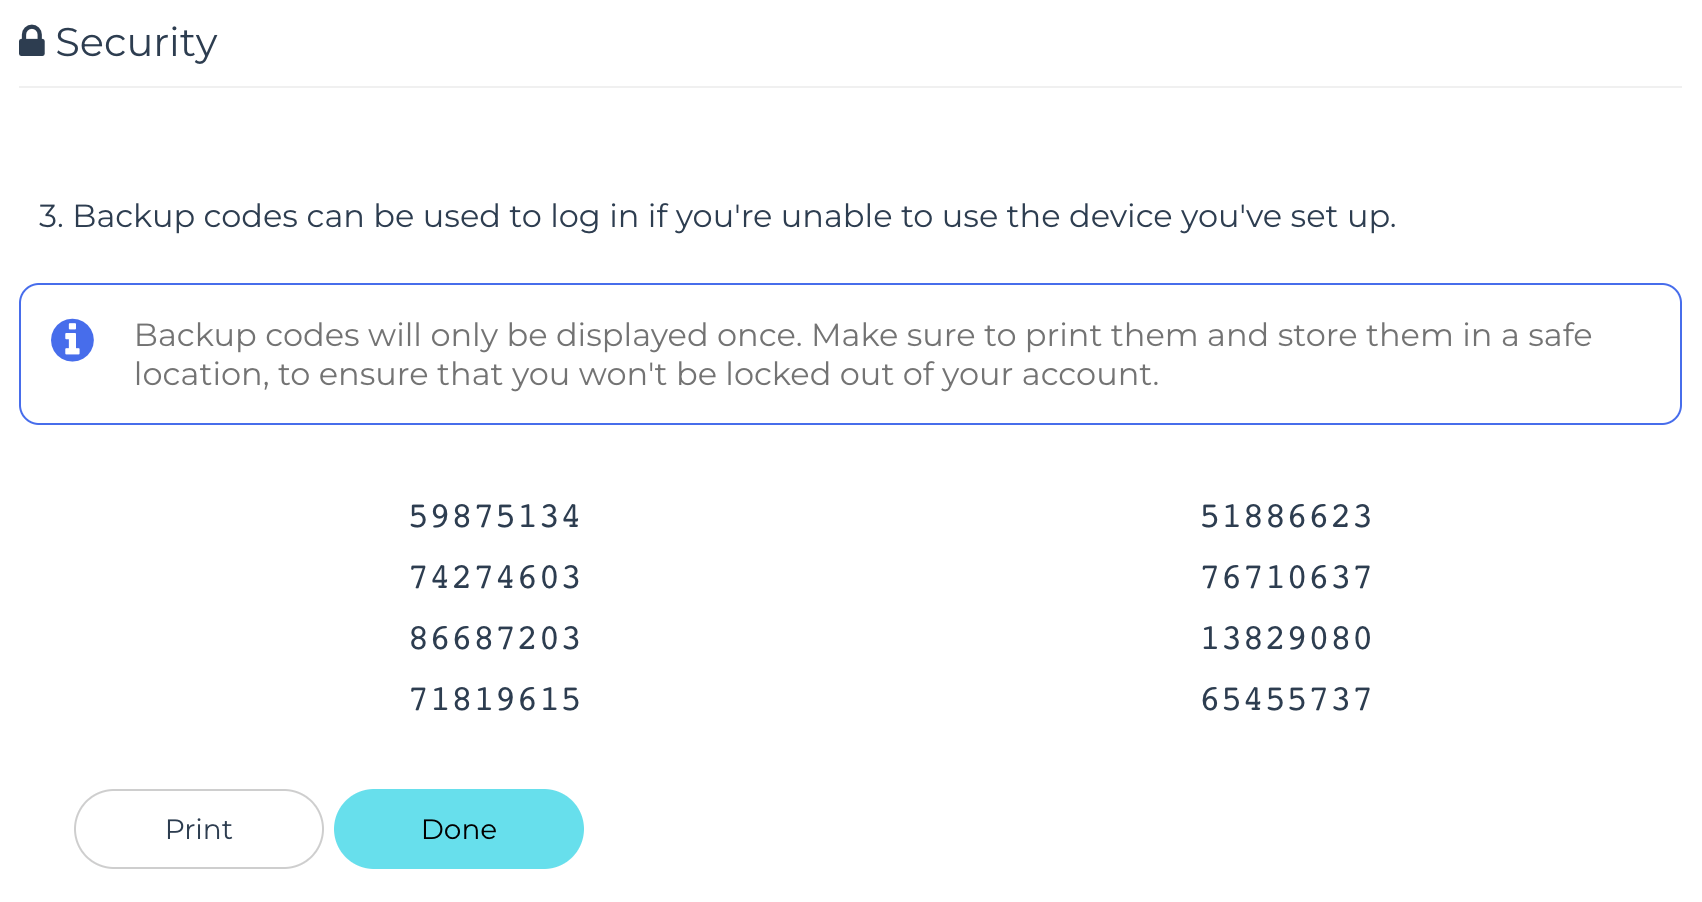 Security
3. Backup codes can be used to log in if you're unable to use the device you've set up.
Backup codes will only be displayed once. Make sure to print them and store them in a safe
location, to ensure that you won't be locked out of your account.
59875134 51886623
74274603 76710637
86687203 13829080
71819615 65455737
Print Done